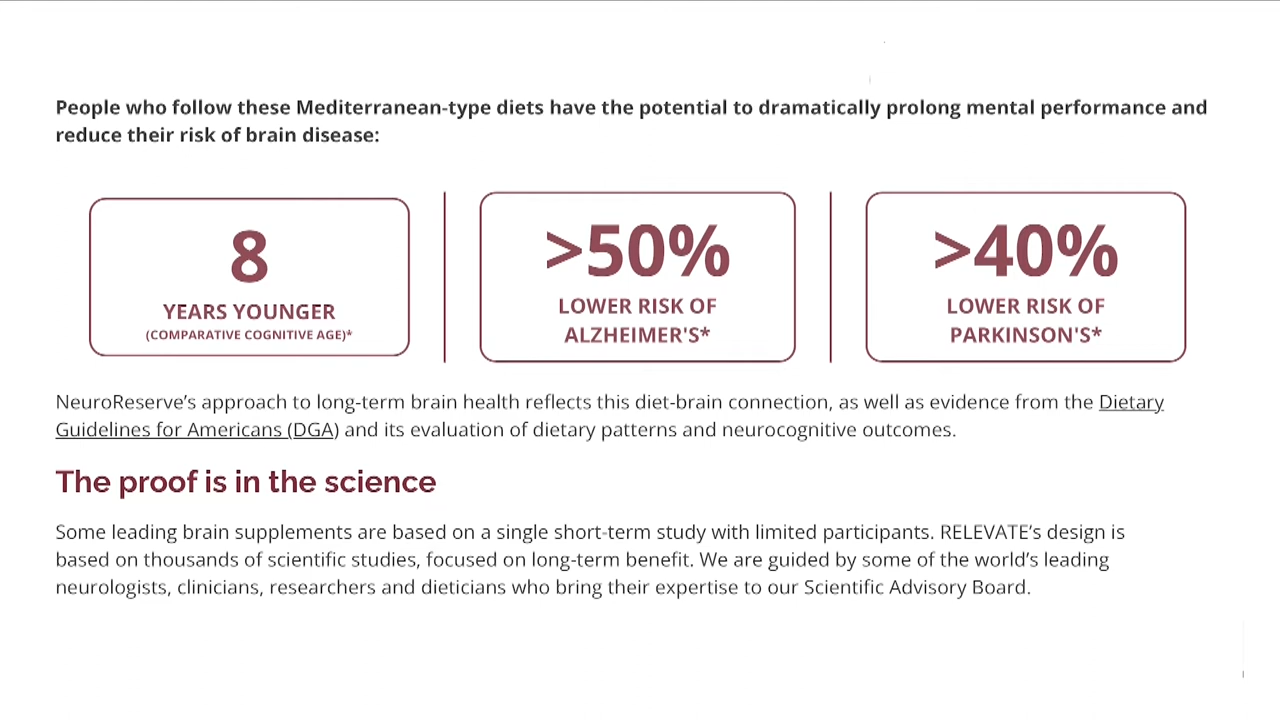 People who follow these Mediterranean-type diets have the potential to dramatically prolong mental performance and
reduce their risk of brain disease:
8
YEARS YOUNGER
(COMPARATIVE COGNITIVE AGE)*
>50%
LOWER RISK OF
ALZHEIMER'S*
>40%
LOWER RISK OF
PARKINSON'S*
NeuroReserve’s approach to long-term brain health reflects this diet-brain connection, as well as evidence from the Dietary
Guidelines for Americans (DGA) and its evaluation of dietary patterns and neurocognitive outcomes.
The proof is in the science
Some leading brain supplements are based on a single short-term study with limited participants. RELEVATE’s design is
based on thousands of scientific studies, focused on long-term benefit. We are guided by some of the world’s leading
neurologists, clinicians, researchers and dieticians who bring their expertise to our Scientific Advisory Board.